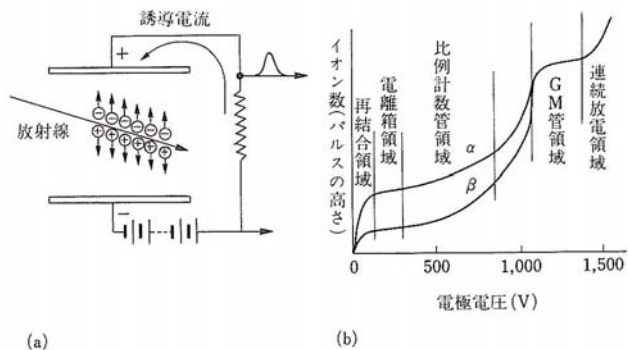 誘導電流
+
放射線
−
(a)
イオン数(パルスの高さ)
再結合領域
電離箱領域
比例計数管領域
GM管領域
連続放電領域
α
β
0
500
1,000
1,500
電極電圧(V)
(b)